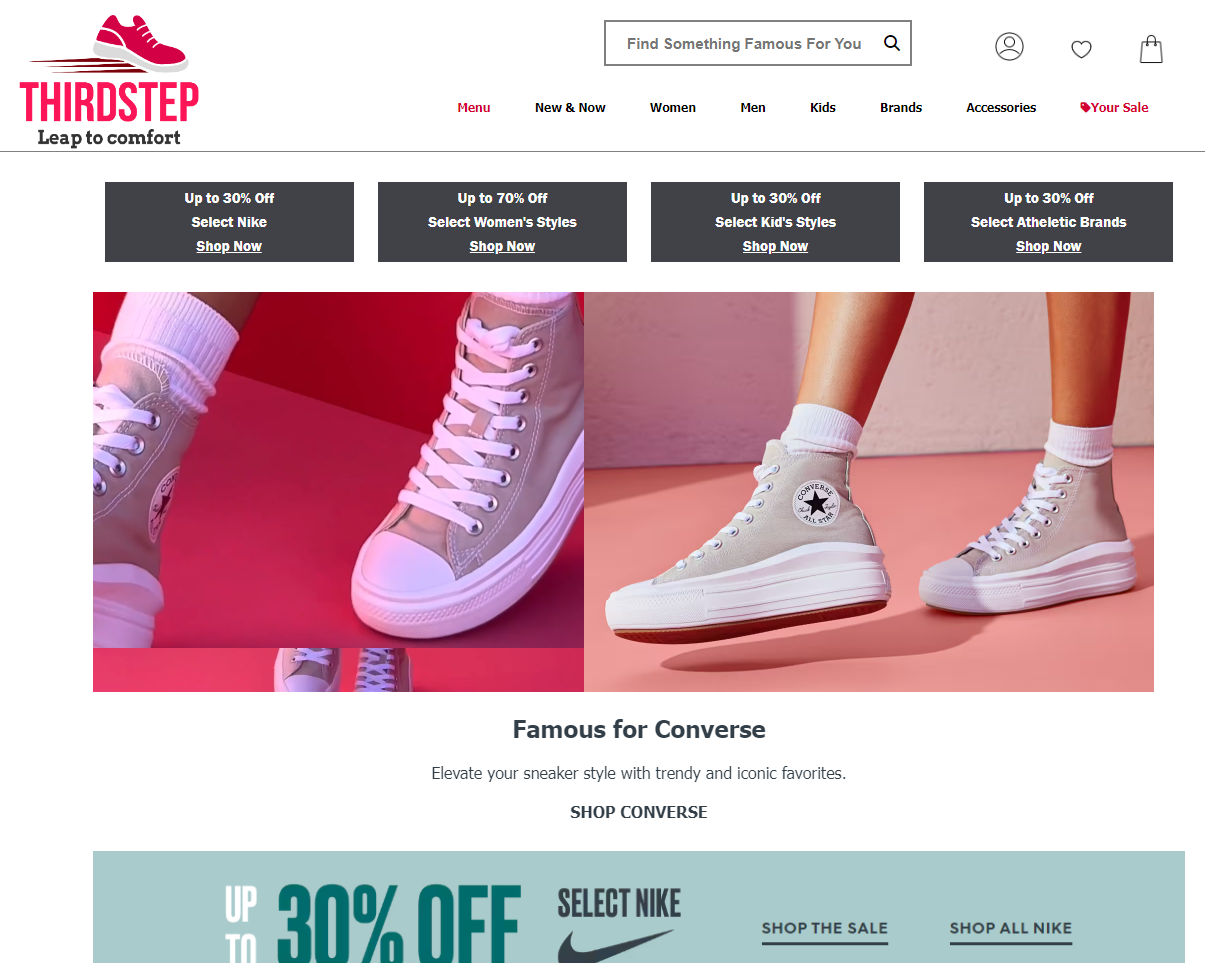 THIRDSTEP
Leap to comfort
Find Something Famous For You
Menu New & Now Women Men Kids Brands Accessories Your Sale
Up to 30% Off
Select Nike
Shop Now
Up to 70% Off
Select Women's Styles
Shop Now
Up to 30% Off
Select Kid's Styles
Shop Now
Up to 30% Off
Select Atheletic Brands
Shop Now
CONVERSE
ALL STAR
Famous for Converse
Elevate your sneaker style with trendy and iconic favorites.
SHOP CONVERSE
UP
TO
30% OFF
SELECT NIKE
SHOP THE SALE
SHOP ALL NIKE